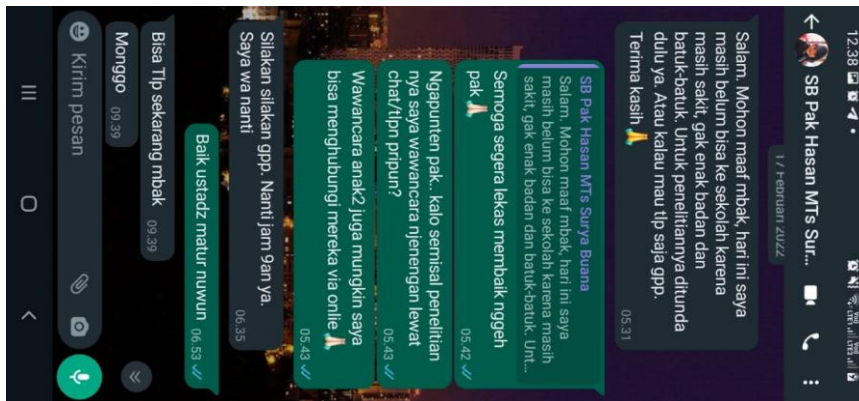 12.38
SB Pak Hasan MTs Sur...
17 Februari 2022
Salam. Mohon maaf mbak, hari ini saya
masih belum bisa ke sekolah karena
masih sakit, gak enak badan dan
batuk-batuk. Untuk penelitiannya ditunda
dulu ya. Atau kalau mau tlp saja gpp.
Terima kasih 🙏
05.31
SB Pak Hasan MTs Surya Buana
Salam. Mohon maaf mbak, hari ini saya
masih belum bisa ke sekolah karena masih
sakit, gak enak badan dan batuk-batuk. Unt...
Semoga segera lekas membaik nggeh
pak 🙏
05.42
Ngapunten pak.. kalo semisal penelitian
nya saya wawancara njenengan lewat
chat/tlpn pripun?
05.43
Wawancara anak2 juga mungkin saya
bisa menghubungi mereka via onlie 🙏
05.43
Silakan silakan gpp. Nanti jam 9an ya.
Saya wa nanti
06.35
Baik ustadz matur nuwun 06.53
Bisa Tlp sekarang mbak
09.39
Monggo 09.39
Kirim pesan